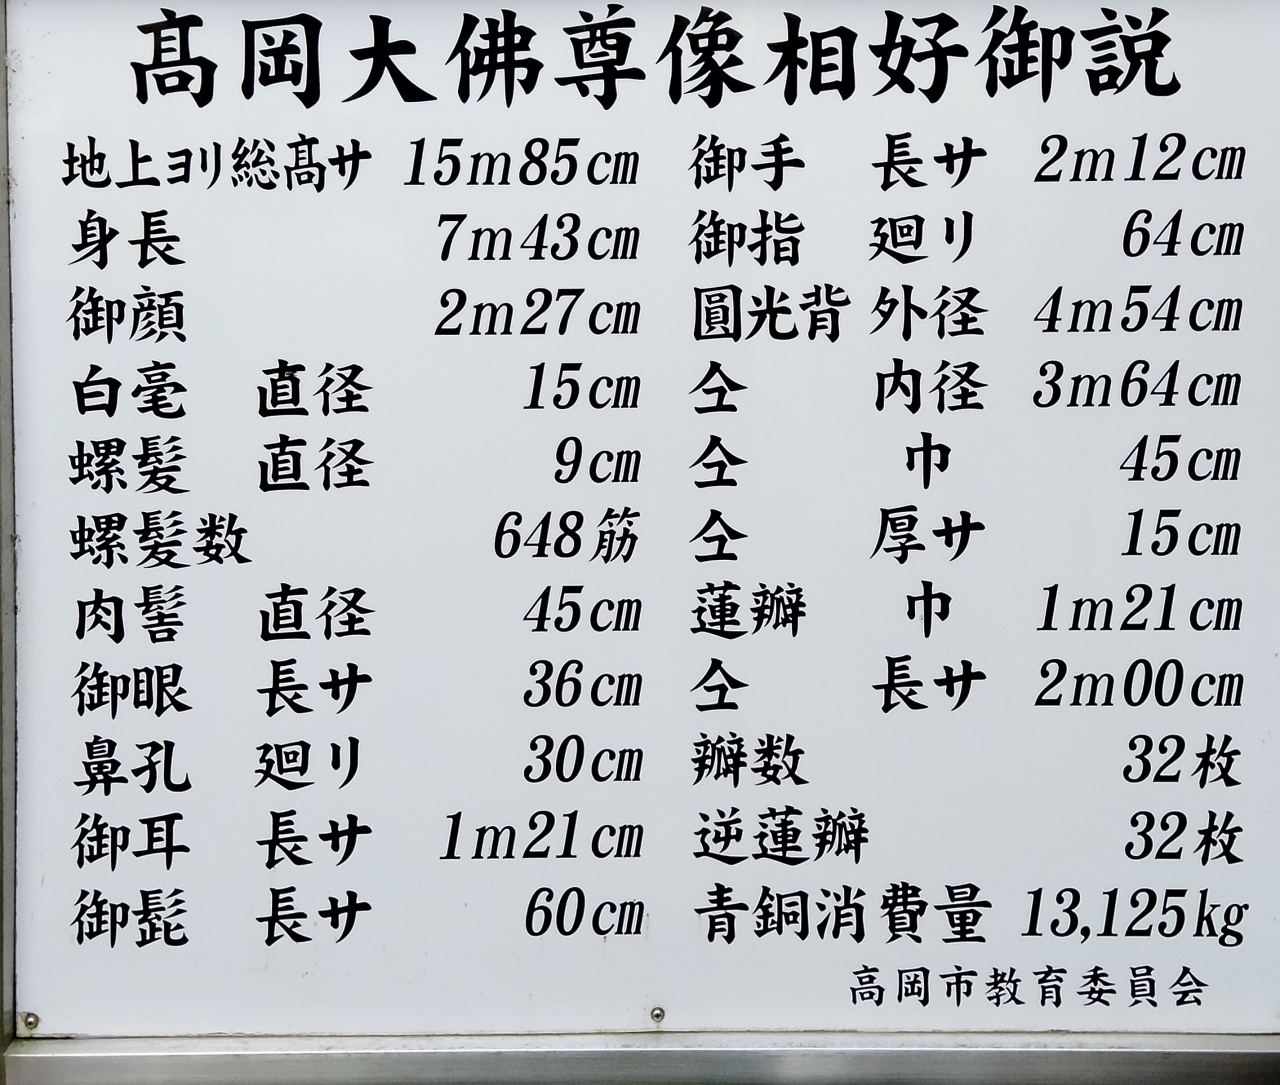 髙岡大佛尊像相好御説
地上ヨリ総髙サ 15m85cm
身長 7m43cm
御顔 2m27cm
白毫 直径 15cm
螺髪 直径 9cm
螺髪数 648筋
肉髻 直径 45cm
御眼 長サ 36cm
鼻孔 廻リ 30cm
御耳 長サ 1m21cm
御髭 長サ 60cm
御手 長サ 2m12cm
御指 廻リ 64cm
圓光背 外径 4m54cm
仝 内径 3m64cm
仝 巾 45cm
仝 厚サ 15cm
蓮瓣 巾 1m21cm
仝 長サ 2m00cm
瓣数 32枚
逆蓮瓣 32枚
青銅消費量 13,125kg
高岡市教育委員会